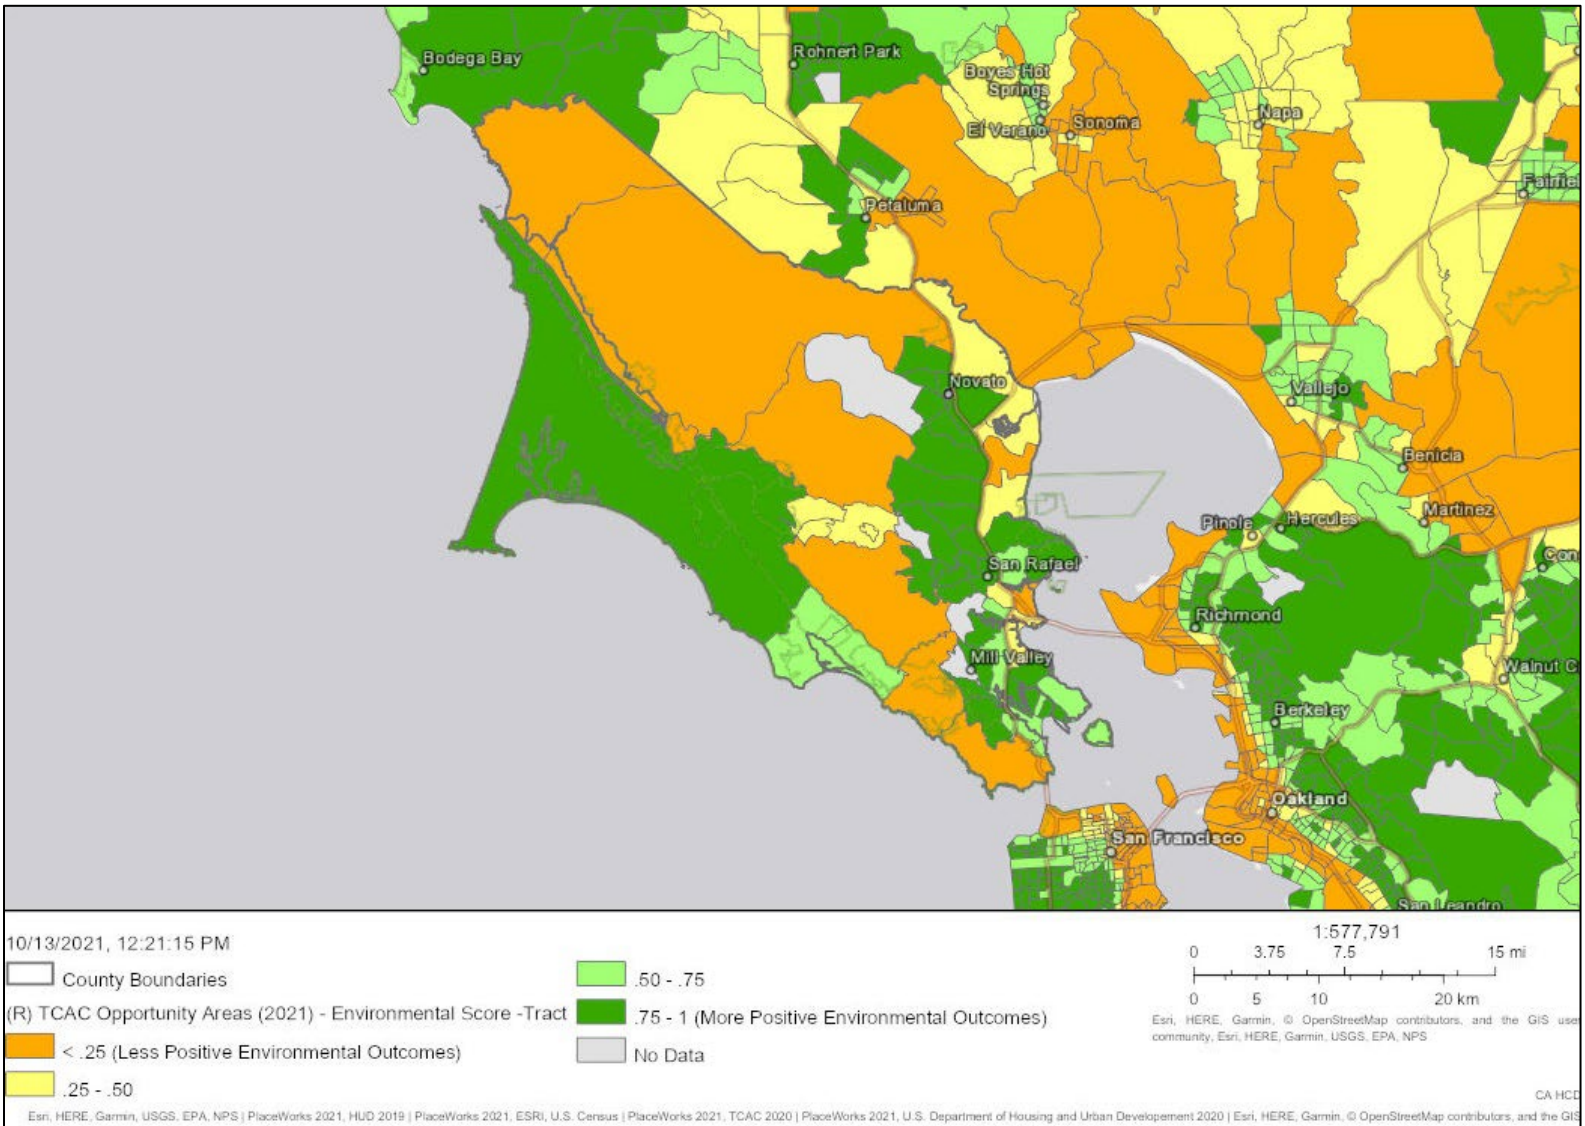 Bodega Bay
Rohnert Park
Boyes Hot
Springs
El Verano
Sonoma
Napa
Fairfiel
Petaluma
Novato
Vallejo
Benicia
Pinole
Hercules
Martinez
Con
San Rafael
Richmond
Mill Valley
Walnut C
Berkeley
Oakland
San Francisco
San Leandro
10/13/2021, 12:21:15 PM
County Boundaries
(R) TCAC Opportunity Areas (2021) - Environmental Score -Tract
< .25 (Less Positive Environmental Outcomes)
.25 - .50
.50 - .75
.75 - 1 (More Positive Environmental Outcomes)
No Data
1:577,791
0 3.75 7.5 15 mi
0 5 10 20 km
Esri, HERE, Garmin, © OpenStreetMap contributors, and the GIS user
community, Esri, HERE, Garmin, USGS, EPA, NPS
CA HCD
Esri, HERE, Garmin, USGS, EPA, NPS | PlaceWorks 2021, HUD 2019 | PlaceWorks 2021, ESRI, U.S. Census | PlaceWorks 2021, TCAC 2020 | PlaceWorks 2021, U.S. Department of Housing and Urban Developement 2020 | Esri, HERE, Garmin, © OpenStreetMap contributors, and the GIS